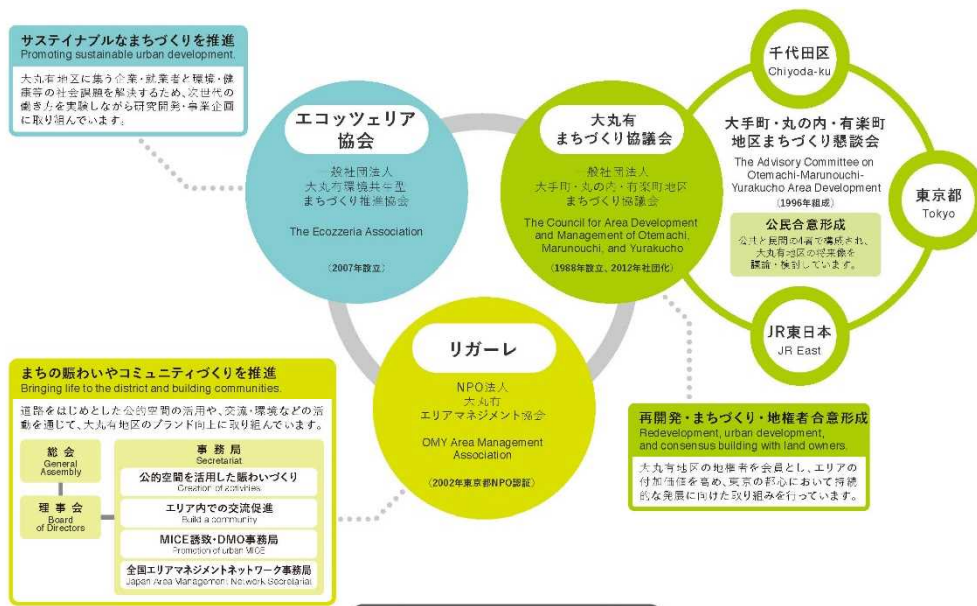 サステイナブルなまちづくりを推進
Promoting sustainable urban development.
大丸有地区に集う企業・就業者と環境・健
康等の社会課題を解決するため、次世代の
働き方を実験しながら研究開発・事業企画
に取り組んでいます。
エコッツェリア
協会
一般社団法人
大丸有環境共生型
まちづくり推進協会
The Ecozzeria Association
（2007年設立）
大丸有
まちづくり協議会
一般社団法人
大手町・丸の内・有楽町地区
まちづくり協議会
The Council for Area Development
and Management of Otemachi,
Marunouchi, and Yurakucho
（1988年設立、2012年社団化）
千代田区
Chiyoda-ku
大手町・丸の内・有楽町
地区まちづくり懇談会
The Advisory Committee on
Otemachi-Marunouchi-
Yurakucho Area Development
（1996年組成）
公民合意形成
公共と民間の4者で構成され、
大丸有地区の将来像を
議論・検討しています。
東京都
Tokyo
JR東日本
JR East
リガーレ
NPO法人
大丸有
エリアマネジメント協会
OMY Area Management
Association
（2002年東京都NPO認証）
まちの賑わいやコミュニティづくりを推進
Bringing life to the district and building communities.
道路をはじめとした公的空間の活用や、交流・環境などの活
動を通じて、大丸有地区のブランド向上に取り組んでいます。
総会
General
Assembly
理事会
Board
of Directors
事務局
Secretariat
公的空間を活用した賑わいづくり
Creation of activities
エリア内での交流促進
Build a community
MICE誘致・DMO事務局
Promotion of urban MICE
全国エリアマネジメントネットワーク事務局
Japan Area Management Network Secretariat
再開発・まちづくり・地権者合意形成
Redevelopment, urban development,
and consensus building with land owners.
大丸有地区の地権者を会員とし、エリアの
付加価値を高め、東京の都心において持続
的な発展に向けた取り組みを行っています。